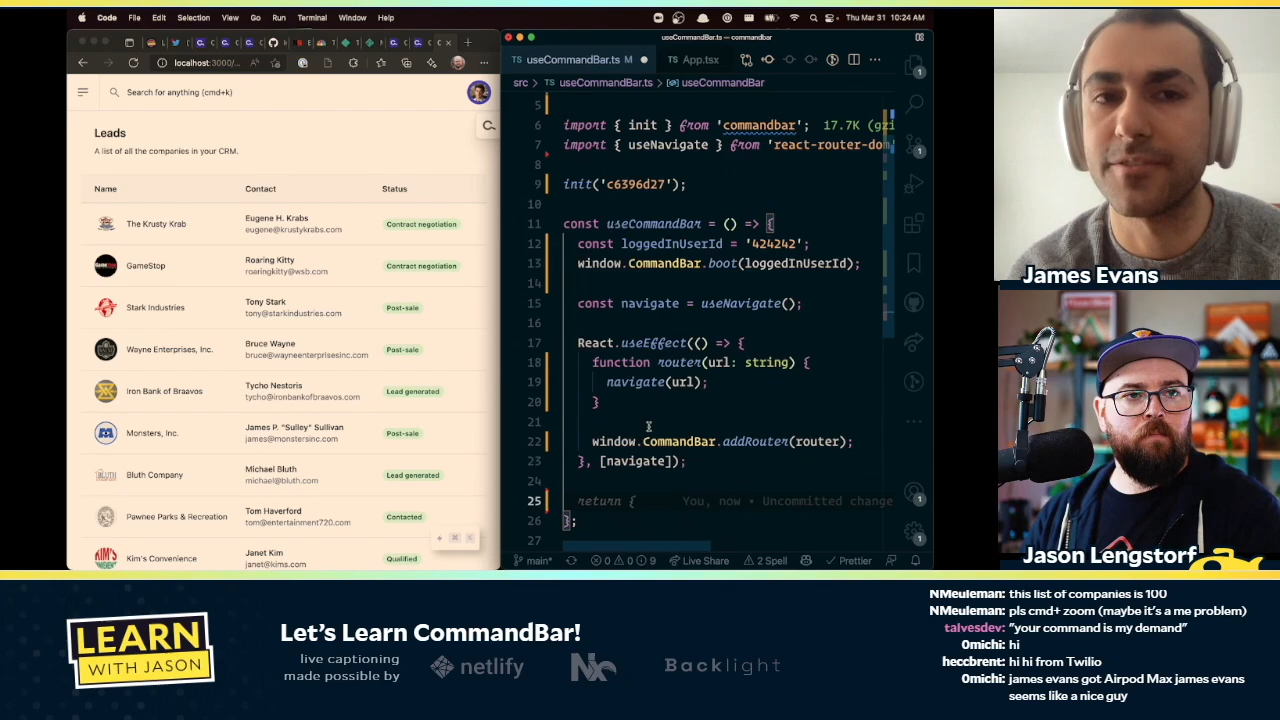 Code File Edit Selection View Go Run Terminal Window Help
Thu Mar 31 10:24 AM
useCommandBar.ts — commandbar
localhost:3000/...
TS useCommandBar.ts M
TS App.tsx
src > TS useCommandBar.ts > useCommandBar
Search for anything (cmd+k)
Leads
A list of all the companies in your CRM.
Name Contact Status
The Krusty Krab Eugene H. Krabs Contract negotiation
eugene@krustykrabs.com
GameStop Roaring Kitty Contract negotiation
roaringkitty@wsb.com
Stark Industries Tony Stark Post-sale
tony@starkindustries.com
Wayne Enterprises, Inc. Bruce Wayne Post-sale
bruce@wayneenterprisesinc.com
Iron Bank of Braavos Tycho Nestoris Lead generated
tycho@ironbankofbraavos.com
Monsters, Inc. James P. "Sulley" Sullivan Post-sale
james@monstersinc.com
Bluth Company Michael Bluth Lead generated
michael@bluth.com
Pawnee Parks & Recreation Tom Haverford Contacted
tom@entertainment720.com
Kim's Convenience Janet Kim Qualified
janet@kims.com
5
6 import { init } from 'commandbar'; 17.7K (gzi
7 import { useNavigate } from 'react-router-dom
8
9 init('c6396d27');
10
11 const useCommandBar = () => {
12 const loggedInUserId = '424242';
13 window.CommandBar.boot(loggedInUserId);
14
15 const navigate = useNavigate();
16
17 React.useEffect(() => {
18 function router(url: string) {
19 navigate(url);
20 }
21
22 window.CommandBar.addRouter(router);
23 }, [navigate]);
24
25 return { You, now • Uncommitted change
26 };
27
main* 0 0 9 Live Share 2 Spell Prettier
James Evans
Jason Lengstorf
LEARN
WITH JASON
Let's Learn CommandBar!
live captioning
made possible by
netlify
Nx
Backlight
NMeuleman: this list of companies is 100
NMeuleman: pls cmd+ zoom (maybe it's a me problem)
talvesdev: "your command is my demand"
0michi: hi
heccbrent: hi hi from Twilio
0michi: james evans got Airpod Max james evans
seems like a nice guy